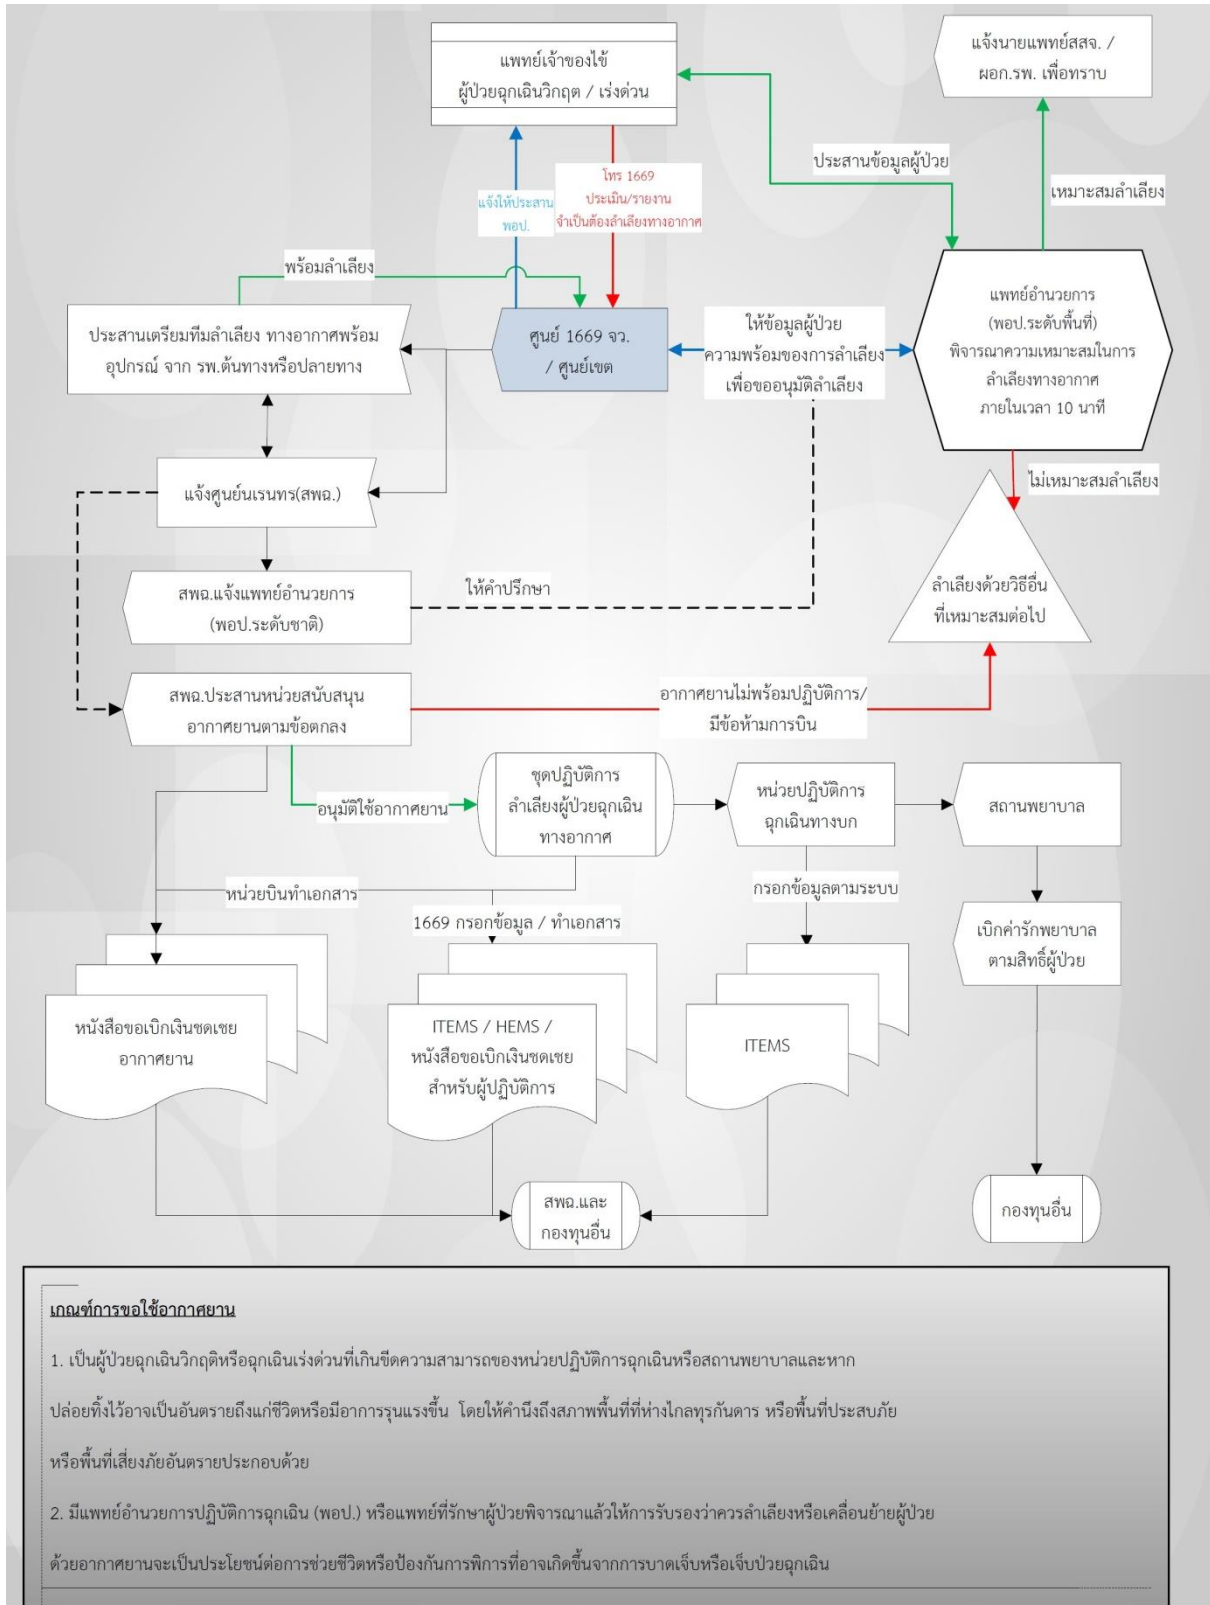 แพทย์เจ้าของไข้
ผู้ป่วยฉุกเฉินวิกฤต / เร่งด่วน
แจ้งนายแพทย์สสจ. /
ผอก.รพ. เพื่อทราบ
ประสานข้อมูลผู้ป่วย
เหมาะสมลำเลียง
แจ้งให้ประสาน
พอป.
โทร 1669
ประเมิน/รายงาน
จำเป็นต้องลำเลียงทางอากาศ
พร้อมลำเลียง
ประสานเตรียมทีมลำเลียง ทางอากาศพร้อม
อุปกรณ์ จาก รพ.ต้นทางหรือปลายทาง
ศูนย์ 1669 จว.
/ ศูนย์เขต
ให้ข้อมูลผู้ป่วย
ความพร้อมของการลำเลียง
เพื่อขออนุมัติลำเลียง
แพทย์อำนวยการ
(พอป.ระดับพื้นที่)
พิจารณาความเหมาะสมในการ
ลำเลียงทางอากาศ
ภายในเวลา 10 นาที
แจ้งศูนย์นเรนทร(สพฉ.)
ไม่เหมาะสมลำเลียง
สพฉ.แจ้งแพทย์อำนวยการ
(พอป.ระดับชาติ)
ให้คำปรึกษา
ลำเลียงด้วยวิธีอื่น
ที่เหมาะสมต่อไป
สพฉ.ประสานหน่วยสนับสนุน
อากาศยานตามข้อตกลง
อากาศยานไม่พร้อมปฏิบัติการ/
มีข้อห้ามการบิน
อนุมัติใช้อากาศยาน
ชุดปฏิบัติการ
ลำเลียงผู้ป่วยฉุกเฉิน
ทางอากาศ
หน่วยปฏิบัติการ
ฉุกเฉินทางบก
สถานพยาบาล
หน่วยบินทำเอกสาร
1669 กรอกข้อมูล / ทำเอกสาร
กรอกข้อมูลตามระบบ
เบิกค่ารักพยาบาล
ตามสิทธิ์ผู้ป่วย
หนังสือขอเบิกเงินชดเชย
อากาศยาน
ITEMS / HEMS /
หนังสือขอเบิกเงินชดเชย
สำหรับผู้ปฏิบัติการ
ITEMS
สพฉ.และ
กองทุนอื่น
กองทุนอื่น
เกณฑ์การขอใช้อากาศยาน
1. เป็นผู้ป่วยฉุกเฉินวิกฤติหรือฉุกเฉินเร่งด่วนที่เกินขีดความสามารถของหน่วยปฏิบัติการฉุกเฉินหรือสถานพยาบาลและหาก
ปล่อยทิ้งไว้อาจเป็นอันตรายถึงแก่ชีวิตหรือมีอาการรุนแรงขึ้น โดยให้คำนึงถึงสภาพพื้นที่ที่ห่างไกลทุรกันดาร หรือพื้นที่ประสบภัย
หรือพื้นที่เสี่ยงภัยอันตรายประกอบด้วย
2. มีแพทย์อำนวยการปฏิบัติการฉุกเฉิน (พอป.) หรือแพทย์ที่รักษาผู้ป่วยพิจารณาแล้วให้การรับรองว่าควรลำเลียงหรือเคลื่อนย้ายผู้ป่วย
ด้วยอากาศยานจะเป็นประโยชน์ต่อการช่วยชีวิตหรือป้องกันการพิการที่อาจเกิดขึ้นจากการบาดเจ็บหรือเจ็บป่วยฉุกเฉิน